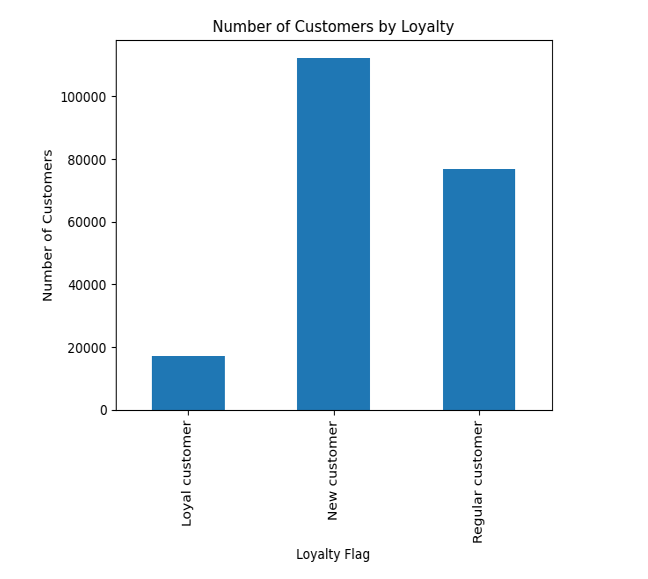 Number of Customers by Loyalty
Number of Customers
100000
80000
60000
40000
20000
0
Loyal customer
New customer
Regular customer
Loyalty Flag